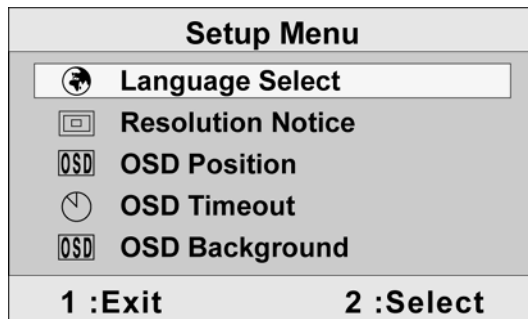 Setup Menu
Language Select
Resolution Notice
OSD OSD Position
OSD Timeout
OSD OSD Background
1 :Exit 2 :Select